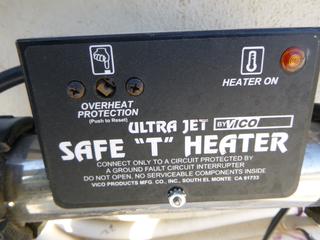 OVERHEAT
PROTECTION
(Push to Reset)
HEATER ON
ULTRA JET BY VICO
SAFE "T" HEATER
CONNECT ONLY TO A CIRCUIT PROTECTED BY
A GROUND FAULT CIRCUIT INTERRUPTER
DO NOT OPEN, NO SERVICEABLE COMPONENTS INSIDE
VICO PRODUCTS MFG. CO., INC., SOUTH EL MONTE CA 91733